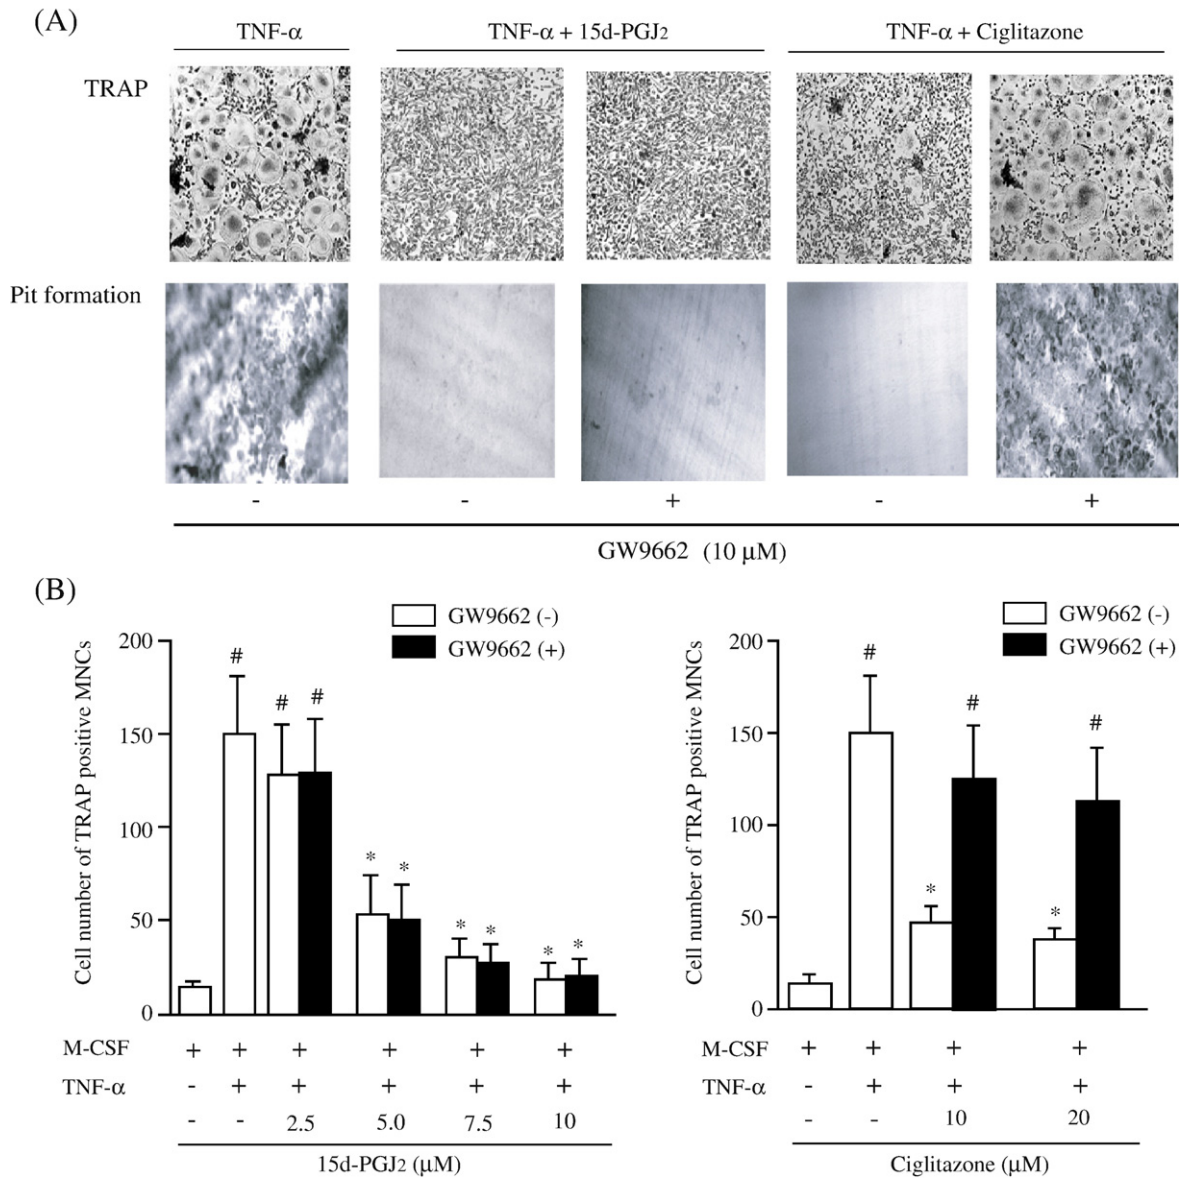 (A)
TNF-α
TNF-α + 15d-PGJ2
TNF-α + Ciglitazone
TRAP
Pit formation
- - + - +
GW9662 (10 μM)
(B)
GW9662 (-)
GW9662 (+)
Cell number of TRAP positive MNCs
200
150
100
50
0
# # # * * * * * *
M-CSF + + + + + +
TNF-α - + + + + +
- - 2.5 5.0 7.5 10
15d-PGJ2 (μM)
GW9662 (-)
GW9662 (+)
Cell number of TRAP positive MNCs
200
150
100
50
0
# * # * #
M-CSF + + + +
TNF-α - + + +
- - 10 20
Ciglitazone (μM)